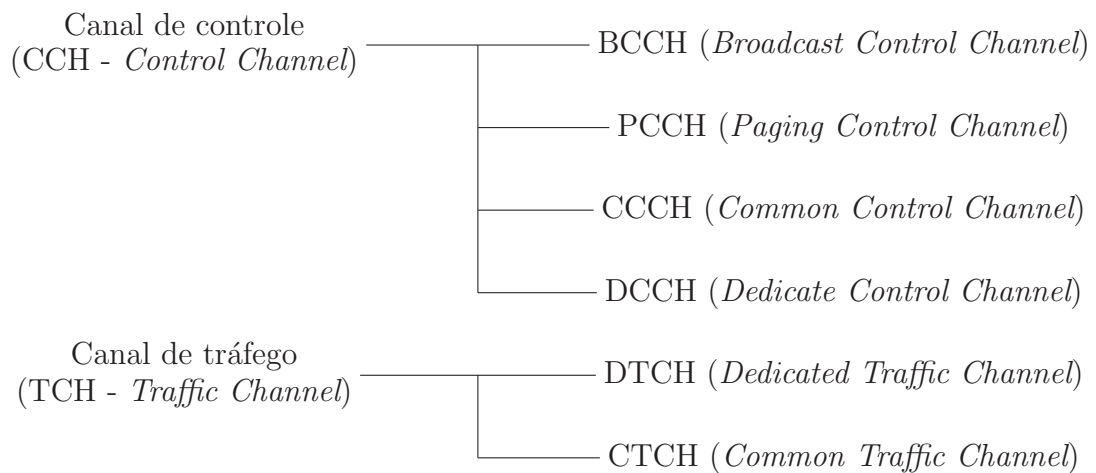 Canal de controle
(CCH - Control Channel)
BCCH (Broadcast Control Channel)
PCCH (Paging Control Channel)
CCCH (Common Control Channel)
DCCH (Dedicate Control Channel)
Canal de tráfego
(TCH - Traffic Channel)
DTCH (Dedicated Traffic Channel)
CTCH (Common Traffic Channel)